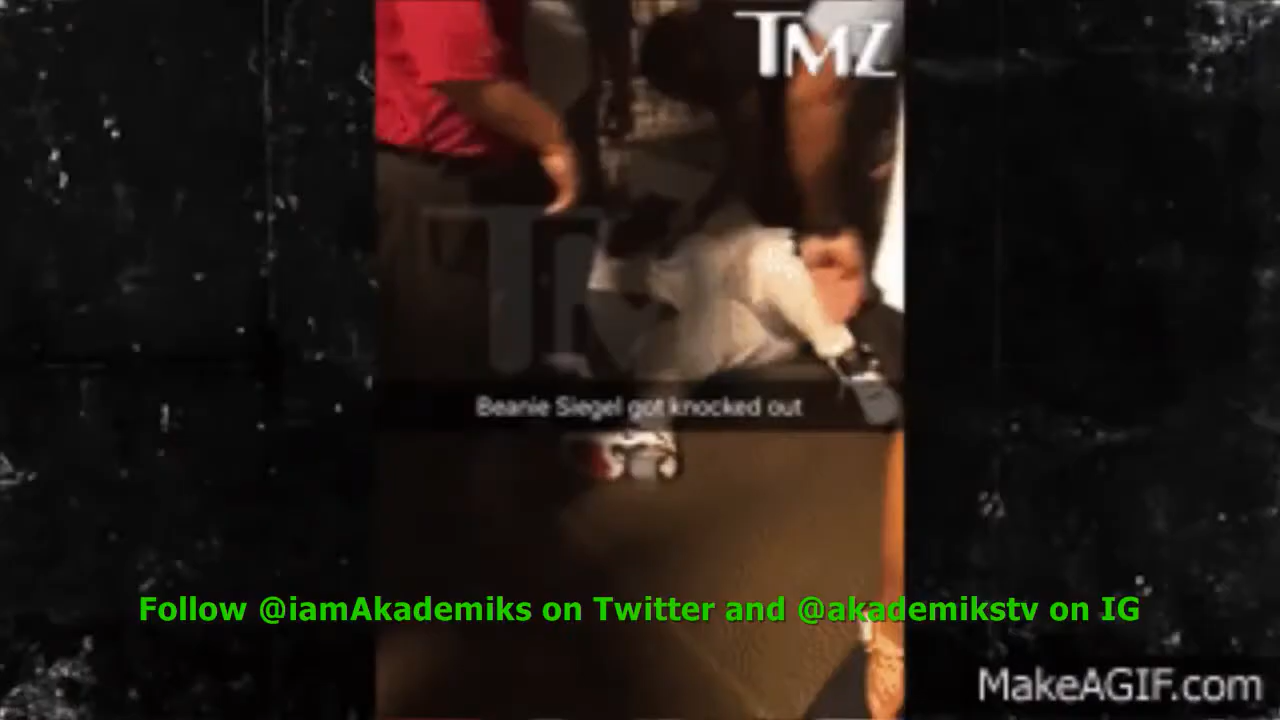 TMZ
Beanie Siegel got knocked out
Follow @iamAkademiks on Twitter and @akademikstv on IG
MakeAGIF.com